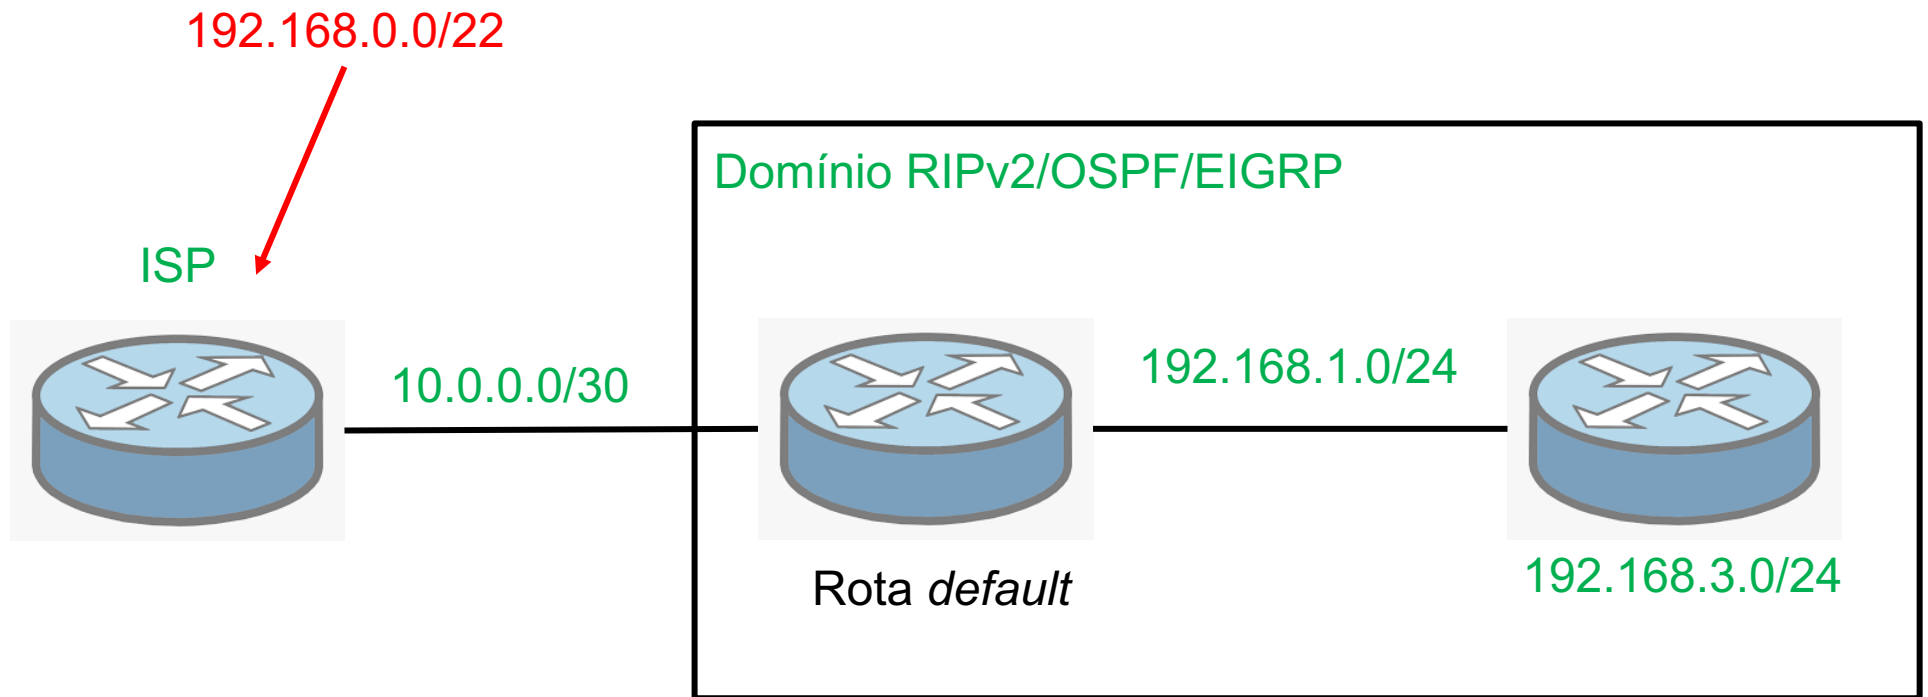 192.168.0.0/22
Domínio RIPv2/OSPF/EIGRP
ISP
10.0.0.0/30
192.168.1.0/24
Rota default
192.168.3.0/24